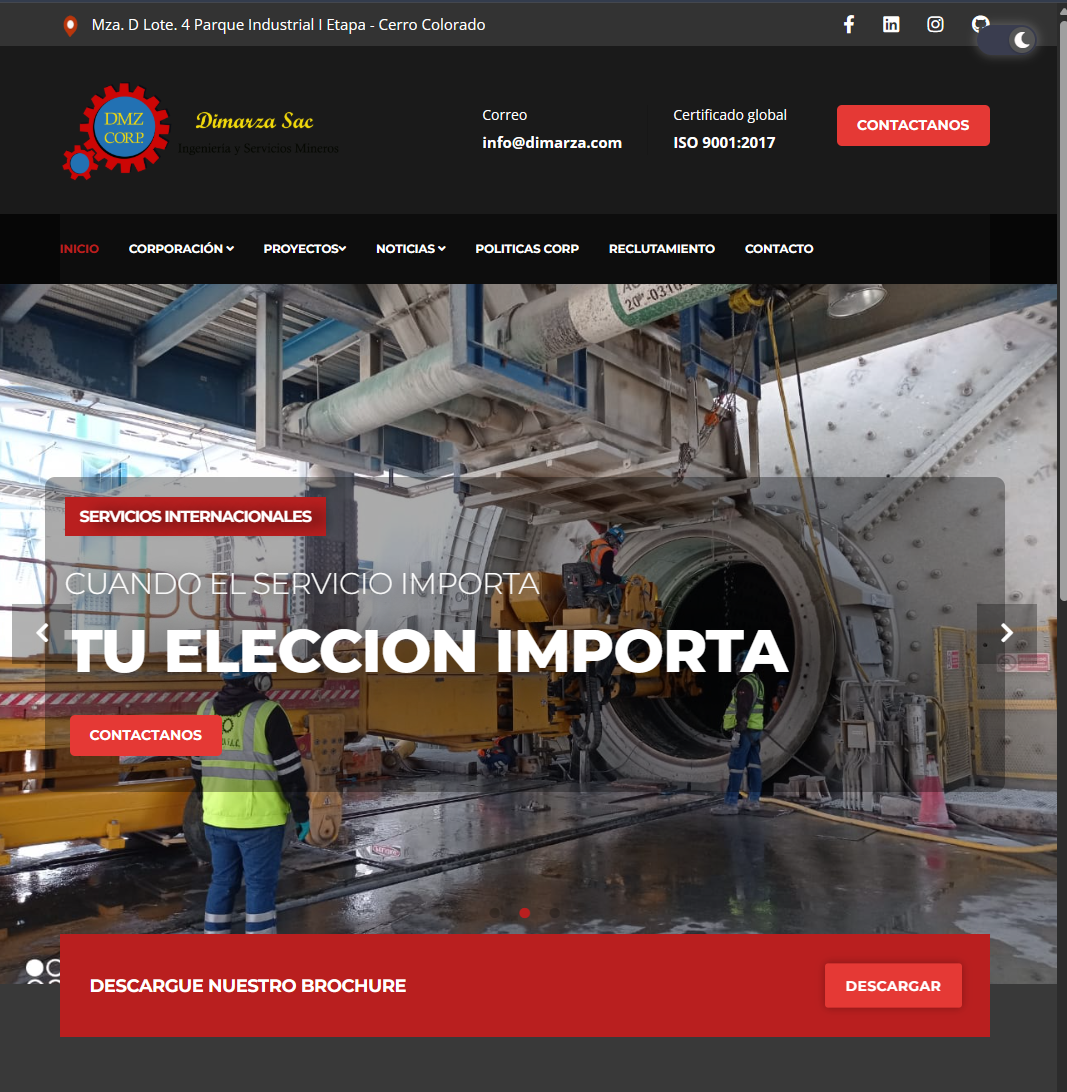 Mza. D Lote. 4 Parque Industrial I Etapa - Cerro Colorado
DMZ
CORP.
Dimarza Sac
Ingenieria y Servicios Mineros
Correo
info@dimarza.com
Certificado global
ISO 9001:2017
CONTACTANOS
INICIO
CORPORACIÓN
PROYECTOS
NOTICIAS
POLITICAS CORP
RECLUTAMIENTO
CONTACTO
SERVICIOS INTERNACIONALES
CUANDO EL SERVICIO IMPORTA
TU ELECCION IMPORTA
CONTACTANOS
DESCARGUE NUESTRO BROCHURE
DESCARGAR